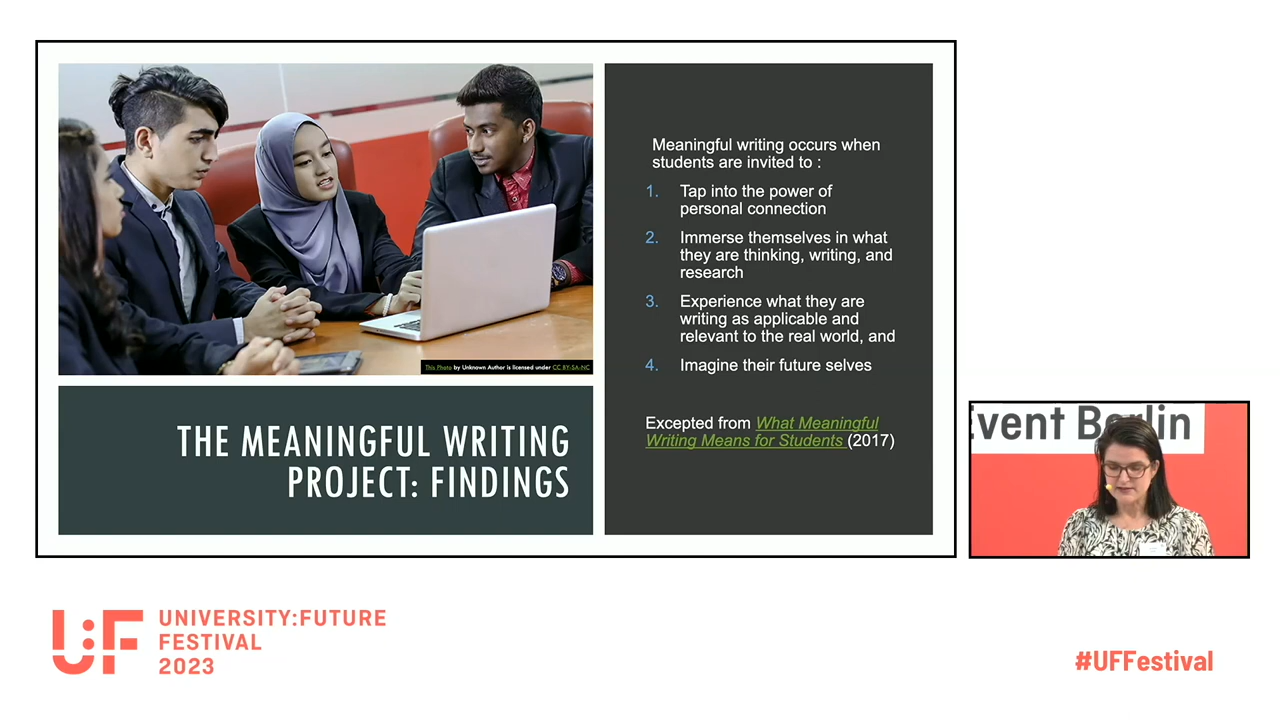 Meaningful writing occurs when
students are invited to :
1. Tap into the power of
personal connection
2. Immerse themselves in what
they are thinking, writing, and
research
3. Experience what they are
writing as applicable and
relevant to the real world, and
4. Imagine their future selves
Excepted from What Meaningful
Writing Means for Students (2017)
This Photo by Unknown Author is licensed under CC BY-SA-NC
THE MEANINGFUL WRITING
PROJECT: FINDINGS
Event Berlin
U:F
UNIVERSITY:FUTURE
FESTIVAL
2023
#UFFestival